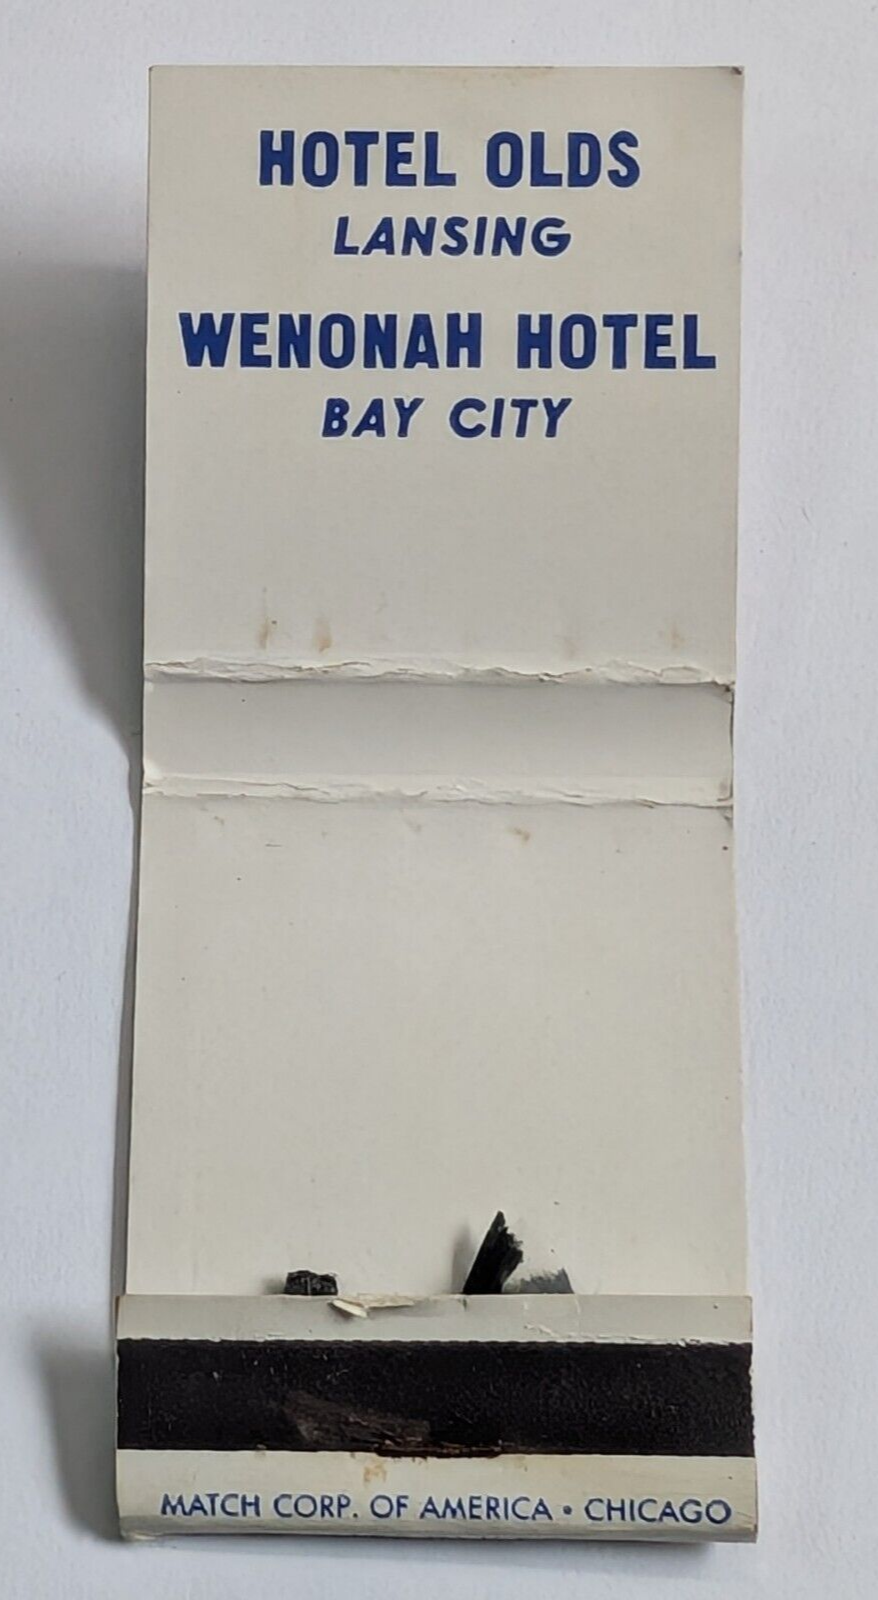 HOTEL OLDS
LANSING
WENONAH HOTEL
BAY CITY
MATCH CORP. OF AMERICA • CHICAGO